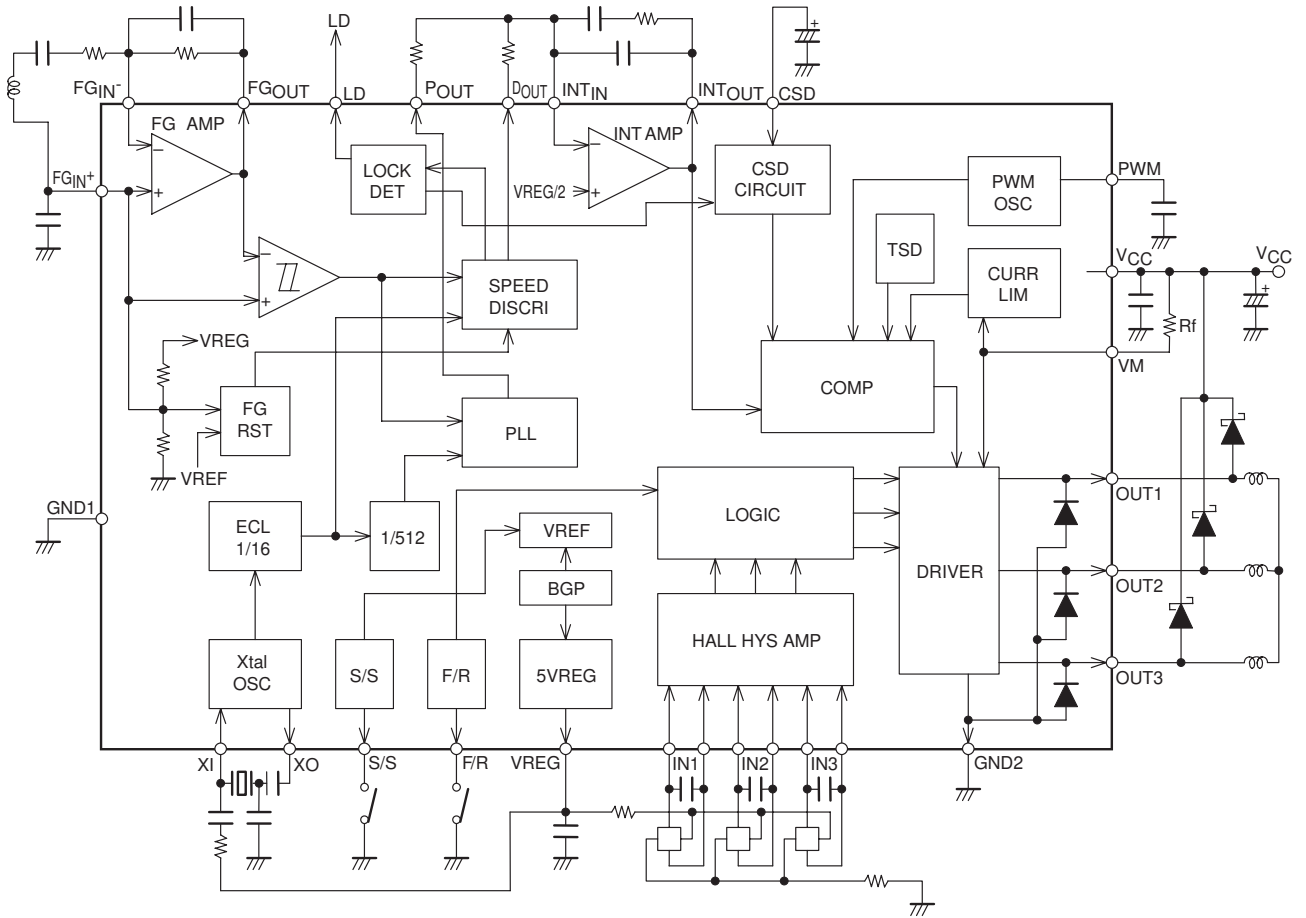 LD
+
FGIN-
FGOUT
LD
POUT
DOUT
INTIN
INTOUT
CSD
FG AMP
−
+
LOCK
DET
INT AMP
−
VREG/2
+
CSD
CIRCUIT
PWM
OSC
PWM
FGIN+
TSD
CURR
LIM
VCC
VCC
+
−
+
SPEED
DISCRI
Rf
VREG
VM
COMP
FG
RST
PLL
VREF
OUT1
GND1
ECL
1/16
1/512
VREF
LOGIC
DRIVER
BGP
OUT2
Xtal
OSC
S/S
F/R
5VREG
HALL HYS AMP
OUT3
XI
XO
S/S
F/R
VREG
IN1
IN2
IN3
GND2